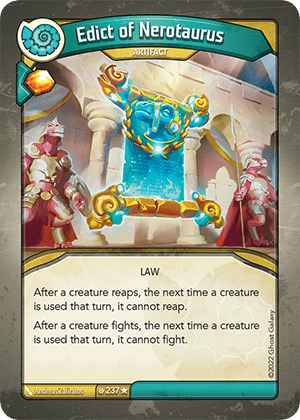 Edict of Nerotaurus
ARTIFACT
LAW
After a creature reaps, the next time a creature
is used that turn, it cannot reap.
After a creature fights, the next time a creature
is used that turn, it cannot fight.
©2022 Ghost Galaxy
Andreas Zafiratos
237